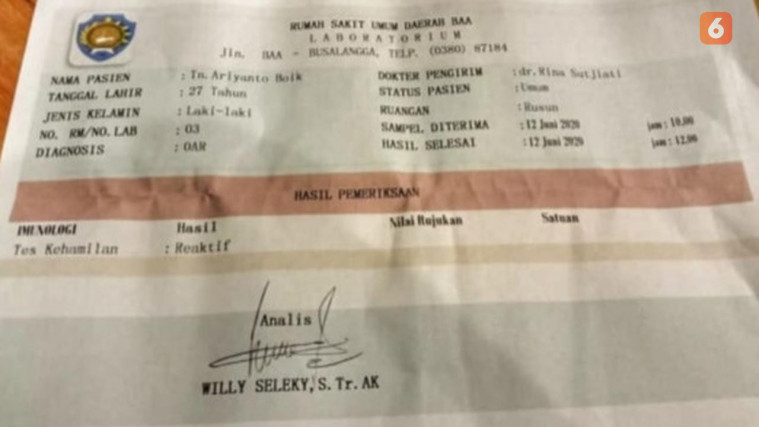 6
RUMAH SAKIT UMUM DAERAH BAA
LABORATORIUM
Jln. BAA - BUSALANGGA, TELP. (0380) 87184
NAMA PASIEN : Tn. Ariyanto Boik DOKTER PENGIRIM : dr. Rina Sutjiati
TANGGAL LAHIR : 27 Tahun STATUS PASIEN : Umum
JENIS KELAMIN : Laki-laki RUANGAN : Rusun
NO. RM/NO. LAB : 03 SAMPEL DITERIMA : 12 Juni 2020 jam : 10.00
DIAGNOSIS : OAR HASIL SELESAI : 12 Juni 2020 jam : 12.00
HASIL PEMERIKSAAN
IMUNOLOGI Hasil Nilai Rujukan Satuan
Tes Kehamilan : Reaktif
Analis
WILLY SELEKY, S. Tr. AK